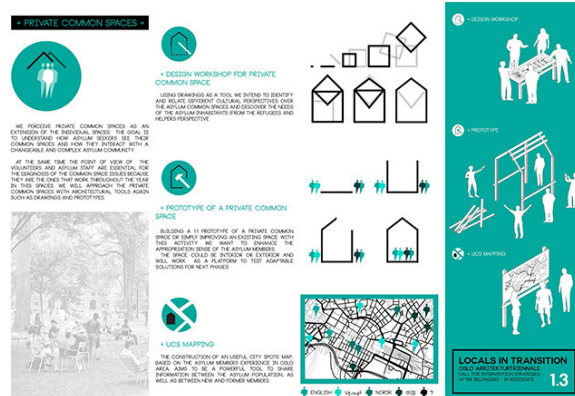 + PRIVATE COMMON SPACES +
WE PERCEIVE PRIVATE COMMON SPACES AS AN
EXTENSION OF THE INDIVIDUAL SPACES. THE GOAL IS
TO UNDERSTAND HOW ASYLUM SEEKERS SEE THEIR
COMMON SPACES AND HOW THEY INTERACT WITH A
CHANGEABLE AND COMPLEX ASYLUM COMMUNITY.
AT THE SAME TIME THE POINT OF VIEW OF THE
VOLUNTEERS AND ASYLUM STAFF ARE ESSENTIAL FOR
THE DIAGNOSIS OF THE COMMON SPACE ISSUES BECAUSE
THEY ARE THE ONES THAT WORK THROUGHOUT THE YEAR
IN THIS SPACES. WE WILL APPROACH THE PRIVATE
COMMON SPACES WITH ARCHITECTURAL TOOLS AGAIN
SUCH AS DRAWINGS AND PROTOTYPES.
+ DESIGN WORKSHOP FOR PRIVATE
COMMON SPACE
USING DRAWINGS AS A TOOL WE INTEND TO IDENTIFY
AND RELATE DIFFERENT CULTURAL PERSPECTIVES OVER
THE ASYLUM COMMON SPACES AND DISCOVER THE NEEDS
OF THE ASYLUM INHABITANTS FROM THE REFUGEES AND
HELPERS PERSPECTIVE
+ PROTOTYPE OF A PRIVATE COMMON
SPACE
BUILDING A 1:1 PROTOTYPE OF A PRIVATE COMMON
SPACE OR SIMPLY IMPROVING AN EXISTING SPACE. WITH
THIS ACTIVITY WE WANT TO ENHANCE THE
APPROPRIATION SENSE OF THE ASYLUM MEMBERS.
THE SPACE COULD BE INTERIOR OR EXTERIOR AND
WILL WORK AS A PLATFORM TO TEST ADAPTABLE
SOLUTIONS FOR NEXT PHASES
+ UCS MAPPING
THE CONSTRUCTION OF AN USEFUL CITY SPOTS MAP,
BASED ON THE ASYLUM MEMBERS EXPERIENCE IN OSLO
AREA, AIMS TO BE A POWERFUL TOOL TO SHARE
INFORMATION BETWEEN THE ASYLUM POPULATION, AS
WELL AS BETWEEN NEW AND FORMER MEMBERS.
ENGLISH NORSK 中国 ?
+ DESIGN WORKSHOP
+ PROTOTYPE
+ UCS MAPPING
LOCALS IN TRANSITION
OSLO ARKITEKTURTRIENNALE
CALL FOR INTERVENTION STRATEGIES
AFTER BELONGING - IN RESIDENCE
1.3